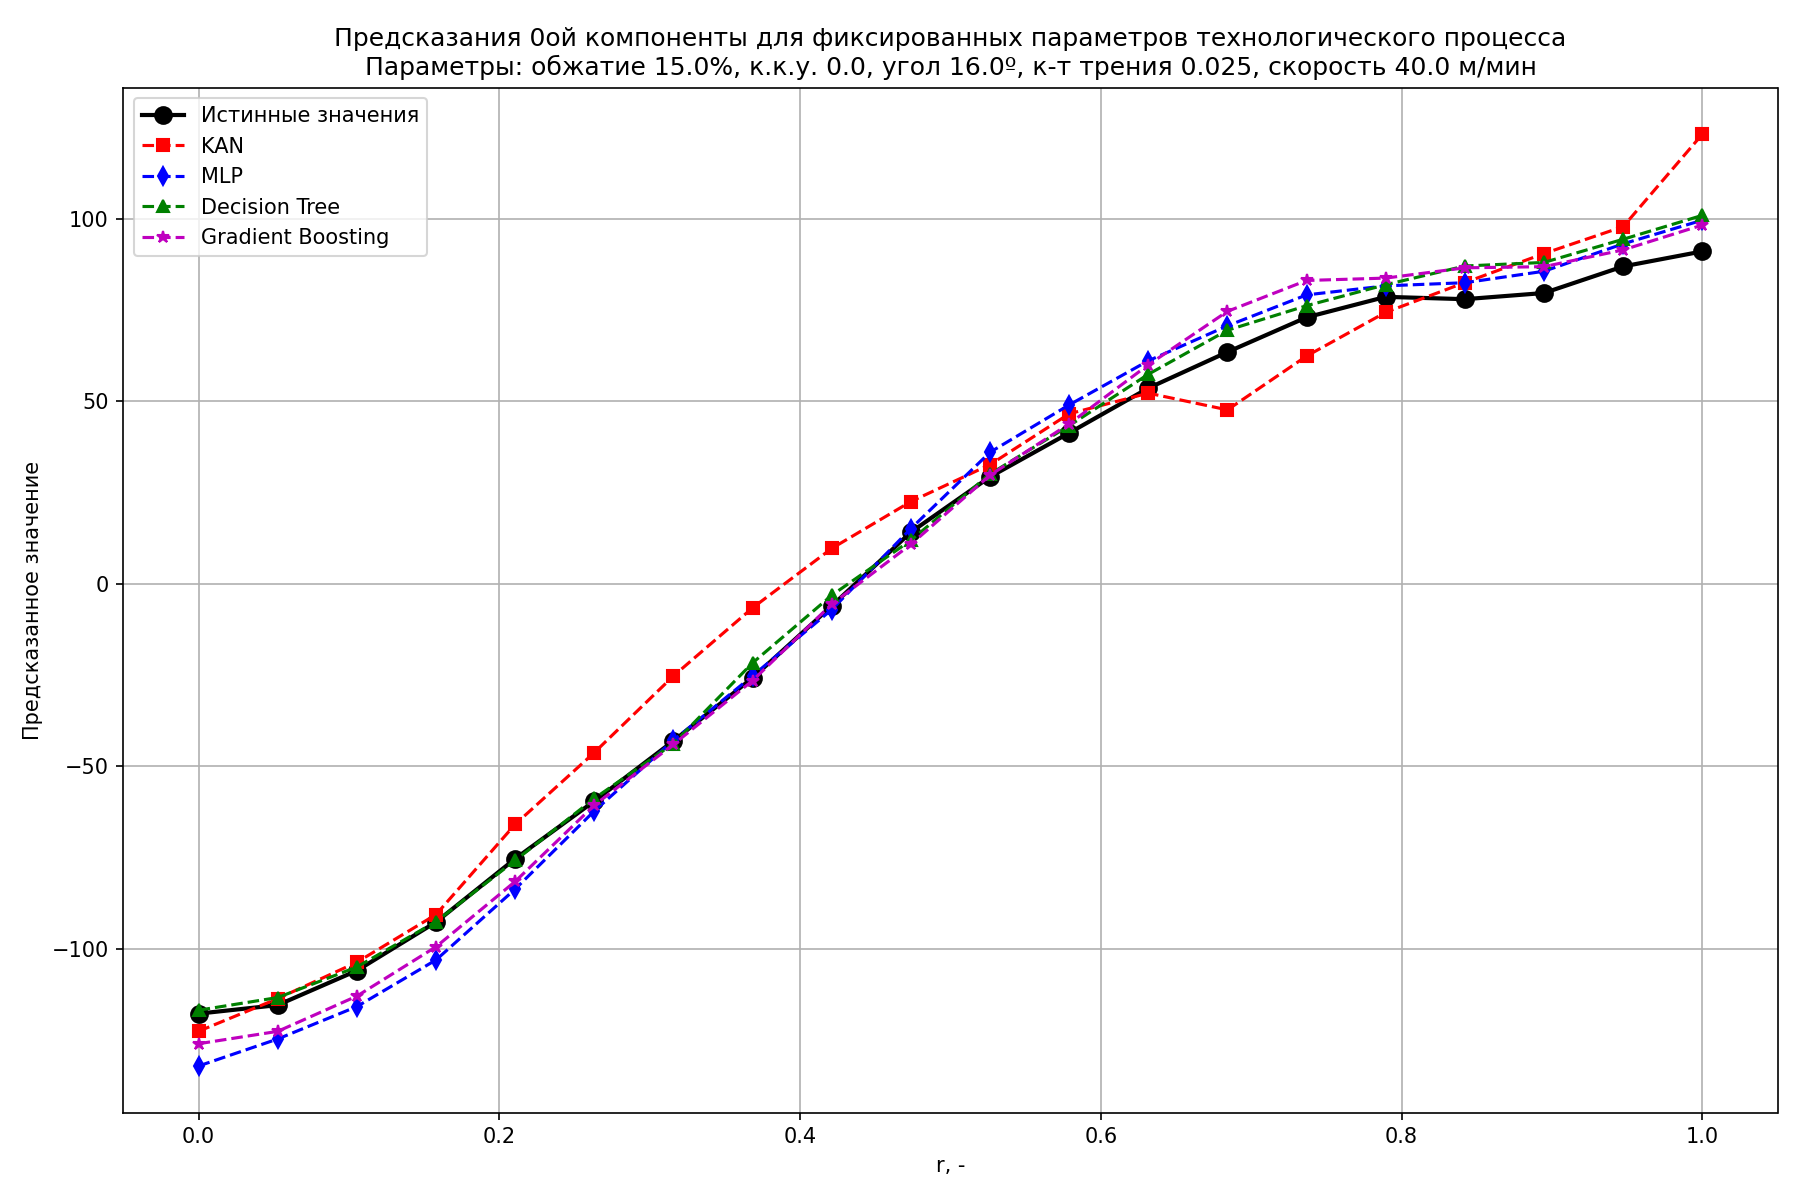 Предсказания 0ой компоненты для фиксированных параметров технологического процесса
Параметры: обжатие 15.0%, к.к.у. 0.0, угол 16.0º, к-т трения 0.025, скорость 40.0 м/мин
Истинные значения
KAN
MLP
Decision Tree
Gradient Boosting
Предсказанное значение
100
50
0
−50
−100
0.0
0.2
0.4
0.6
0.8
1.0
r, -